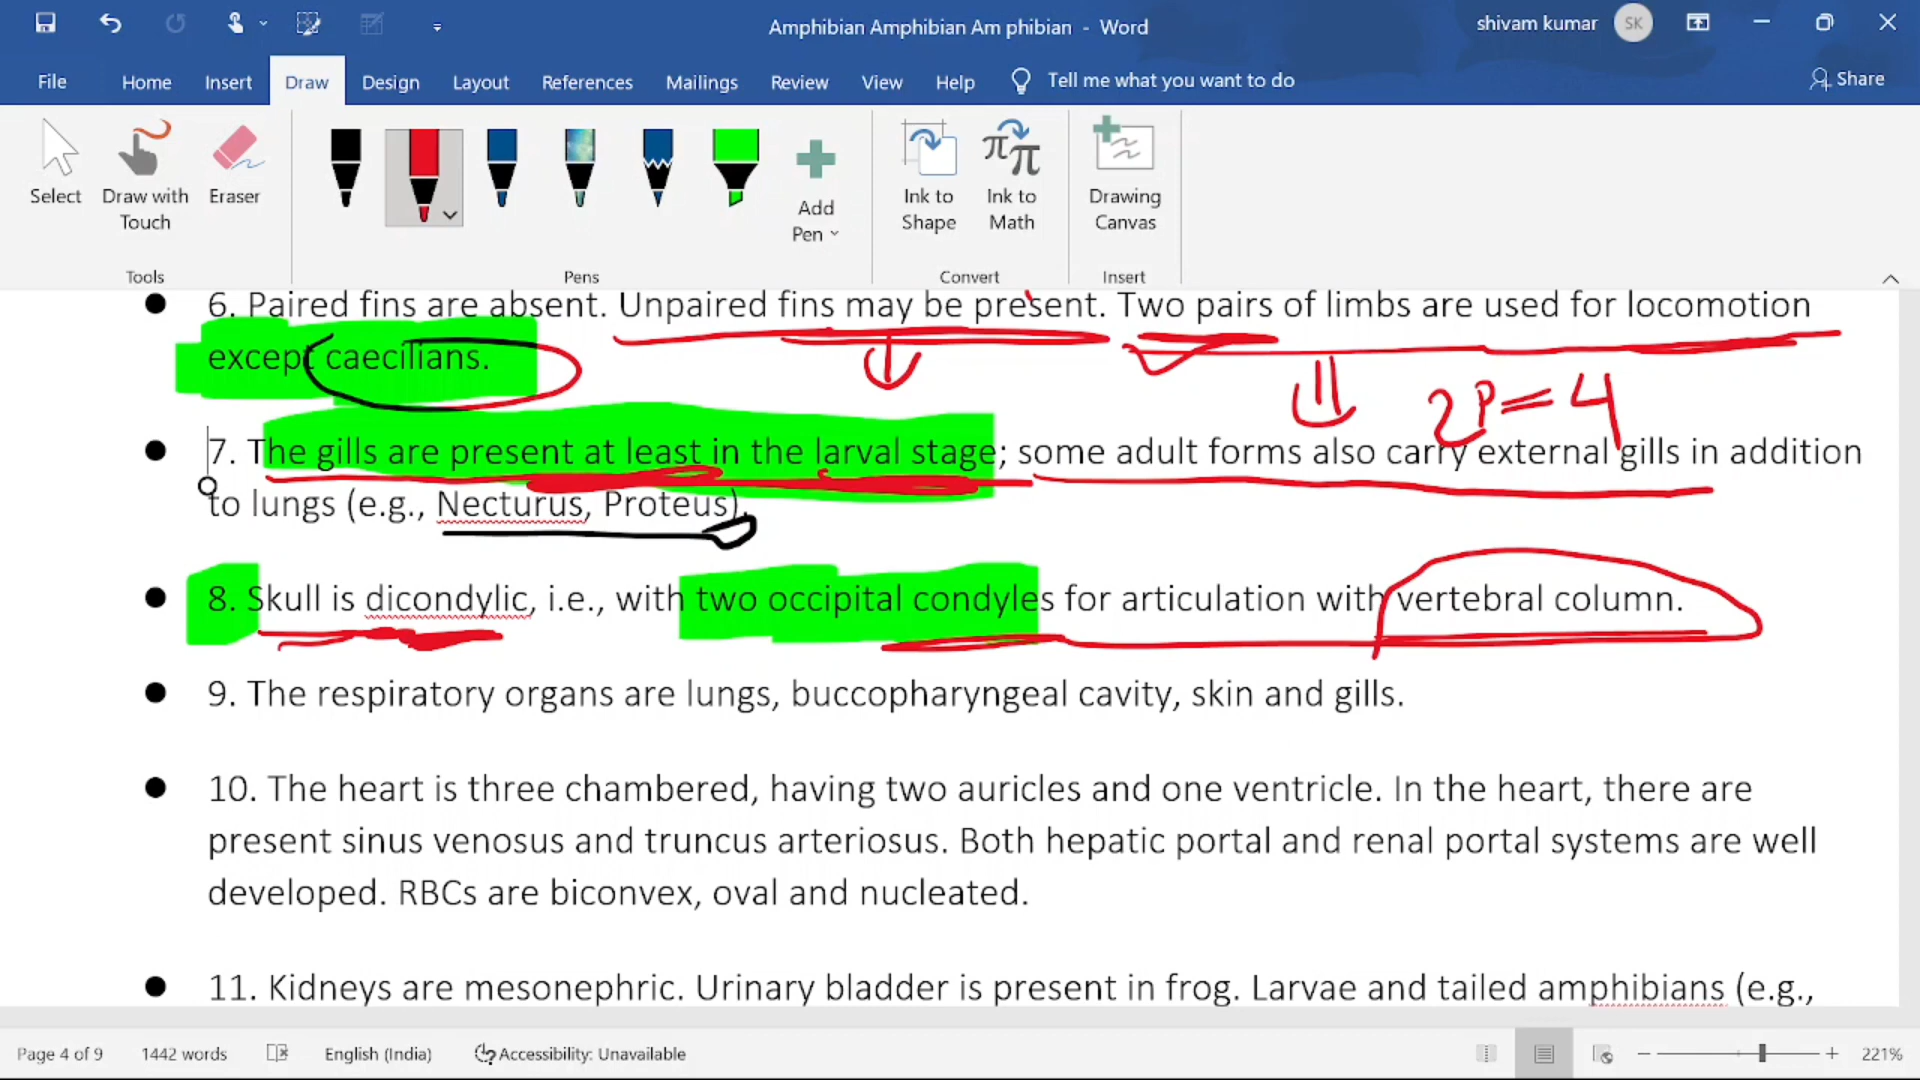 Amphibian Amphibian Am phibian - Word
shivam kumar
SK
File
Home
Insert
Draw
Design
Layout
References
Mailings
Review
View
Help
Tell me what you want to do
Share
Select
Draw with
Touch
Eraser
Add
Pen
Ink to
Shape
Ink to
Math
Drawing
Canvas
Tools
Pens
Convert
Insert
● 6. Paired fins are absent. Unpaired fins may be present. Two pairs of limbs are used for locomotion
except caecilians.
2P=4
● 7. The gills are present at least in the larval stage; some adult forms also carry external gills in addition
to lungs (e.g., Necturus, Proteus).
● 8. Skull is dicondylic, i.e., with two occipital condyles for articulation with vertebral column.
● 9. The respiratory organs are lungs, buccopharyngeal cavity, skin and gills.
● 10. The heart is three chambered, having two auricles and one ventricle. In the heart, there are
present sinus venosus and truncus arteriosus. Both hepatic portal and renal portal systems are well
developed. RBCs are biconvex, oval and nucleated.
● 11. Kidneys are mesonephric. Urinary bladder is present in frog. Larvae and tailed amphibians (e.g.,
Page 4 of 9
1442 words
English (India)
Accessibility: Unavailable
221%